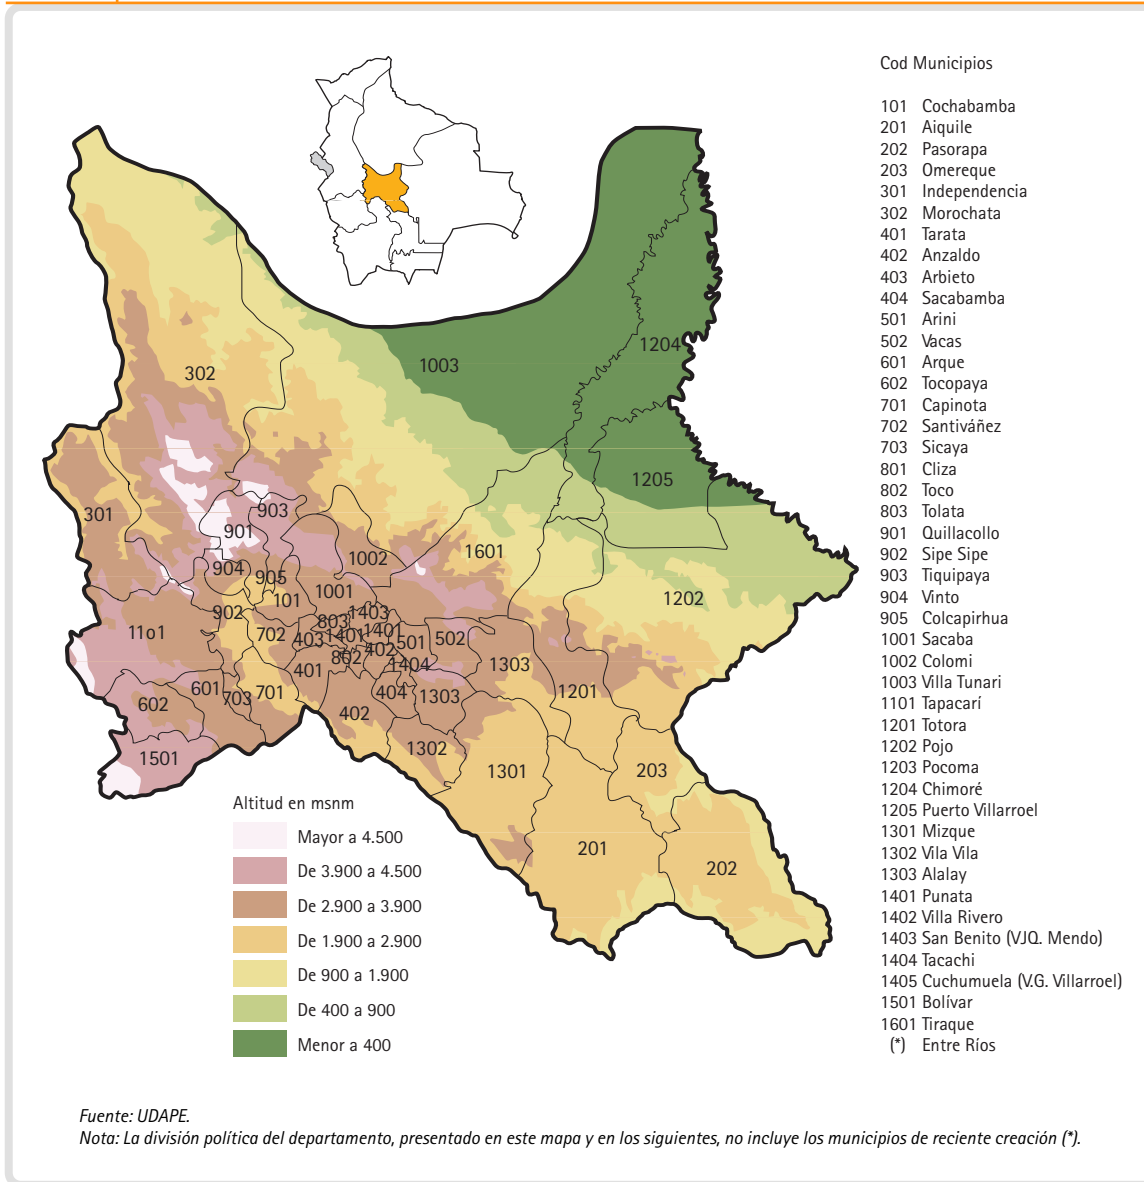 Cod Municipios
101 Cochabamba
201 Aiquile
202 Pasorapa
203 Omereque
301 Independencia
302 Morochata
401 Tarata
402 Anzaldo
403 Arbieto
404 Sacabamba
501 Arini
502 Vacas
601 Arque
602 Tocopaya
701 Capinota
702 Santiváñez
703 Sicaya
801 Cliza
802 Toco
803 Tolata
901 Quillacollo
902 Sipe Sipe
903 Tiquipaya
904 Vinto
905 Colcapirhua
1001 Sacaba
1002 Colomi
1003 Villa Tunari
1101 Tapacarí
1201 Totora
1202 Pojo
1203 Pocoma
1204 Chimoré
1205 Puerto Villarroel
1301 Mizque
1302 Vila Vila
1303 Alalay
1401 Punata
1402 Villa Rivero
1403 San Benito (VJQ. Mendo)
1404 Tacachi
1405 Cuchumuela (V.G. Villarroel)
1501 Bolívar
1601 Tiraque
(*) Entre Ríos
1204
1003
302
1205
301
903
901
1601
1002
904
905
1001
101
1202
902
1403
803
11o1
702
403
1401
1401
501
502
402
802
1404
1303
401
601
703
701
404
1303
1201
602
402
1302
1501
1301
203
201
202
Altitud en msnm
Mayor a 4.500
De 3.900 a 4.500
De 2.900 a 3.900
De 1.900 a 2.900
De 900 a 1.900
De 400 a 900
Menor a 400
Fuente: UDAPE.
Nota: La división política del departamento, presentado en este mapa y en los siguientes, no incluye los municipios de reciente creación (*).